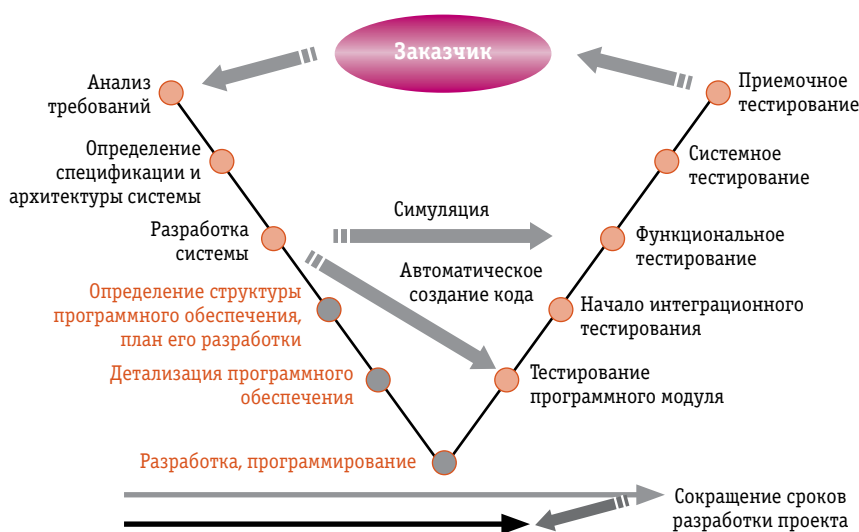 Заказчик
Анализ
требований
Определение
спецификации и
архитектуры системы
Разработка
системы
Определение структуры
программного обеспечения,
план его разработки
Детализация программного
обеспечения
Разработка, программирование
Симуляция
Автоматическое
создание кода
Приемочное
тестирование
Системное
тестирование
Функциональное
тестирование
Начало интеграционного
тестирования
Тестирование
программного модуля
Сокращение сроков
разработки проекта